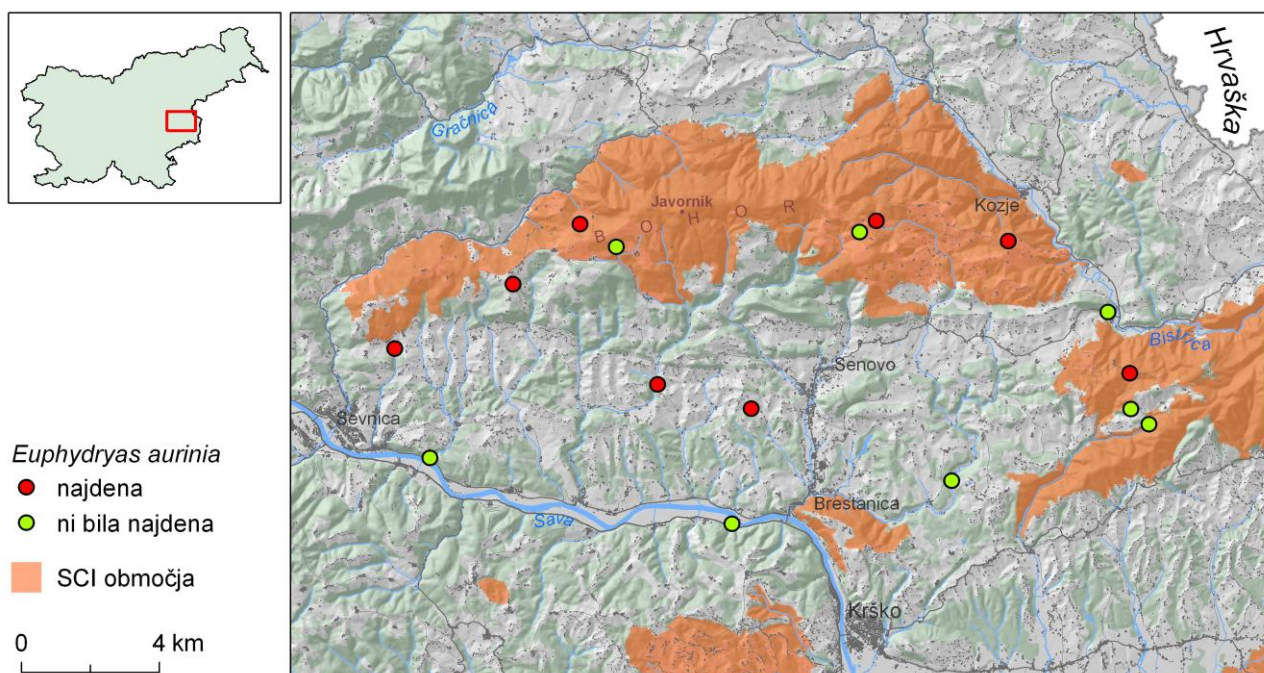 Hrvaška
Gračnica
Javornik
BOHOR
Kozje
Bistrica
Senovo
Sevnica
Brestanica
Sava
Krško
Euphydryas aurinia
najdena
ni bila najdena
SCI območja
0 4 km